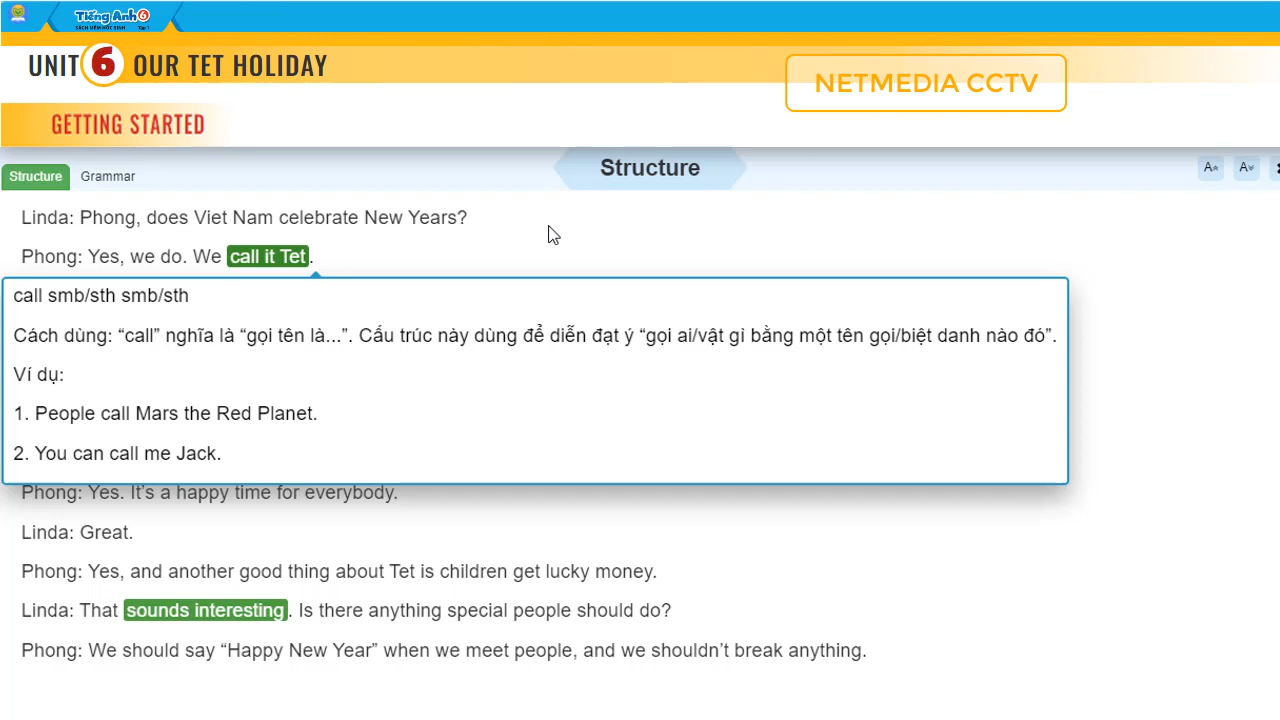 Tiếng Anh 6
SÁCH MỀM HỌC SINH Tập 1
UNIT 6 OUR TET HOLIDAY
NETMEDIA CCTV
GETTING STARTED
Structure
Grammar
Structure
A
A
Linda: Phong, does Viet Nam celebrate New Years?
Phong: Yes, we do. We call it Tet.
call smb/sth smb/sth
Cách dùng: “call” nghĩa là “gọi tên là...”. Cấu trúc này dùng để diễn đạt ý “gọi ai/vật gì bằng một tên gọi/biệt danh nào đó”.
Ví dụ:
1. People call Mars the Red Planet.
2. You can call me Jack.
Phong: Yes. It’s a happy time for everybody.
Linda: Great.
Phong: Yes, and another good thing about Tet is children get lucky money.
Linda: That sounds interesting. Is there anything special people should do?
Phong: We should say “Happy New Year” when we meet people, and we shouldn’t break anything.